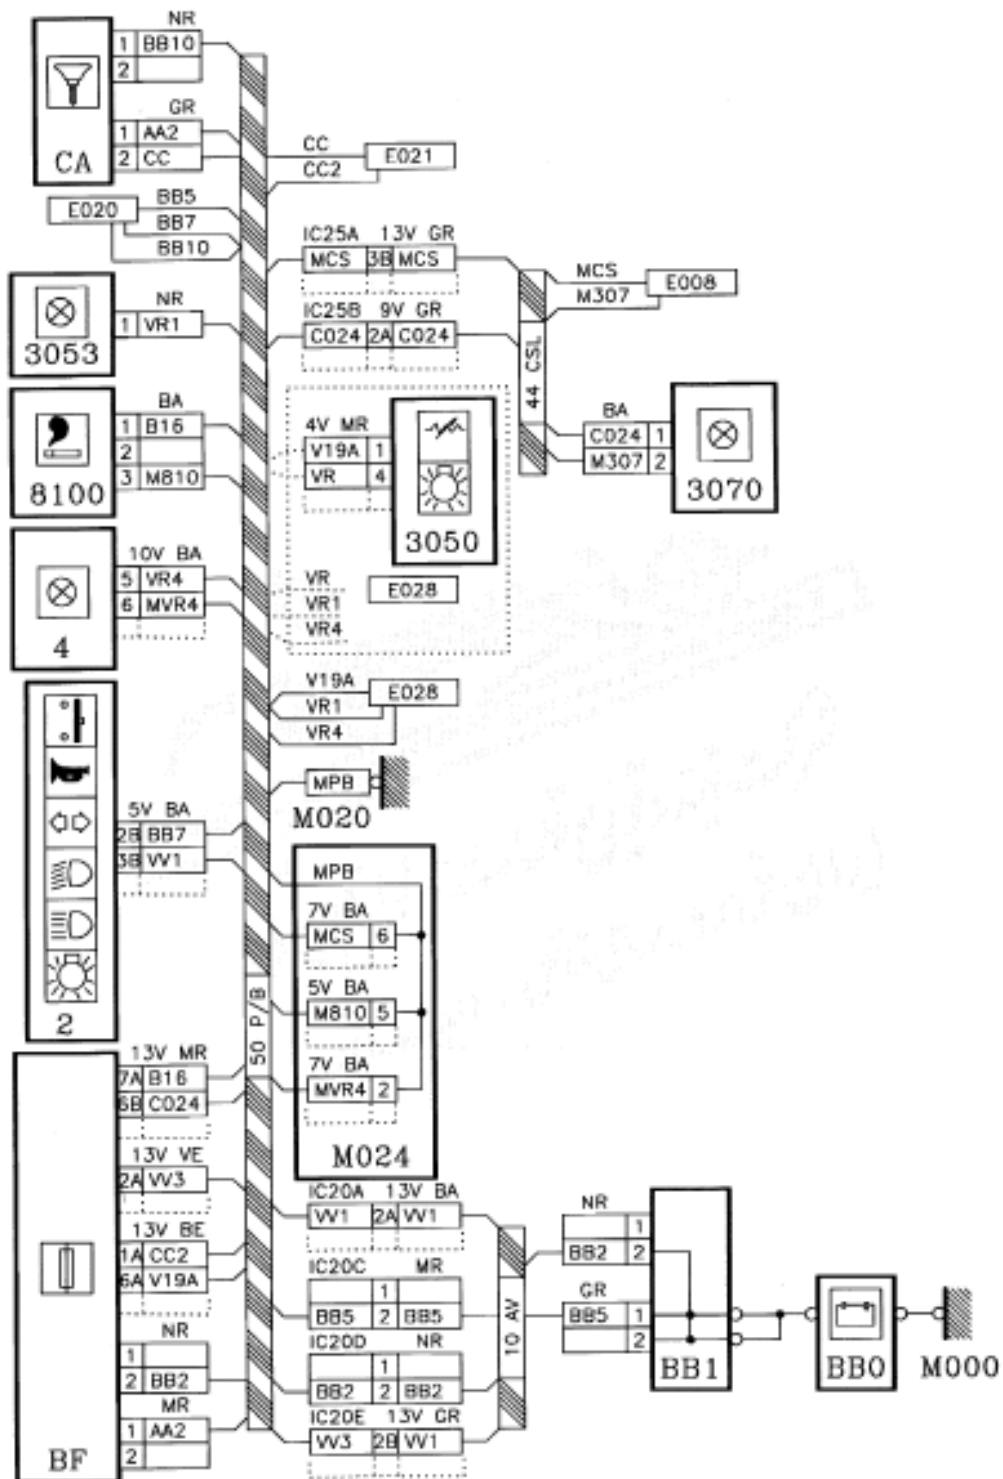 NR
1 BB10
2
GR
1 AA2
2 CC
CA
CC
CC2
E021
E020
BB5
BB7
BB10
IC25A 13V GR
MCS 3B MCS
MCS
M307
E008
NR
1 VR1
3053
IC25B 9V GR
C024 2A C024
44 CSL
BA
1 B16
2
3 M810
8100
4V MR
V19A 1
VR 4
3050
BA
C024 1
M307 2
3070
10V BA
5 VR4
6 MVR4
4
VR
VR1
VR4
E028
V19A
VR1
VR4
E028
MPB
M020
5V BA
2B BB7
3B VV1
2
MPB
7V BA
MCS 6
5V BA
M810 5
7V BA
MVR4 2
M024
50 P/B
13V MR
7A B16
6B C024
13V VE
2A VV3
13V BE
1A CC2
6A V19A
NR
1
2 BB2
MR
1 AA2
2
BF
IC20A 13V BA
VV1 2A VV1
IC20C MR
1
BB5 2 BB5
IC20D NR
1
BB2 2 BB2
IC20E 13V GR
VV3 2B VV1
10 AV
NR
1
BB2 2
GR
BB5 1
2
BB1
BB0
M000